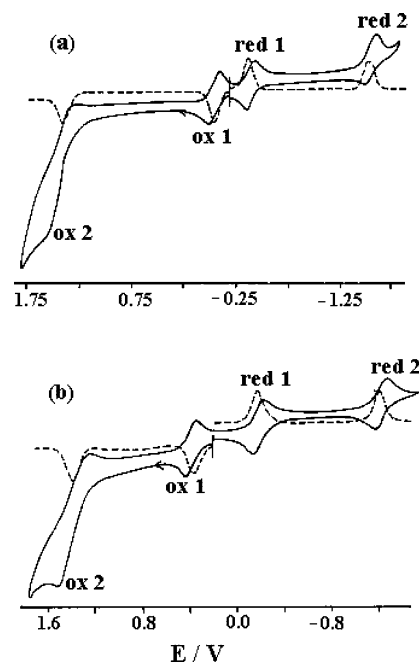 (a)
red 1
red 2
ox 1
ox 2
1.75 0.75 -0.25 -1.25
(b)
red 1
red 2
ox 1
ox 2
1.6 0.8 0.0 -0.8
E / V